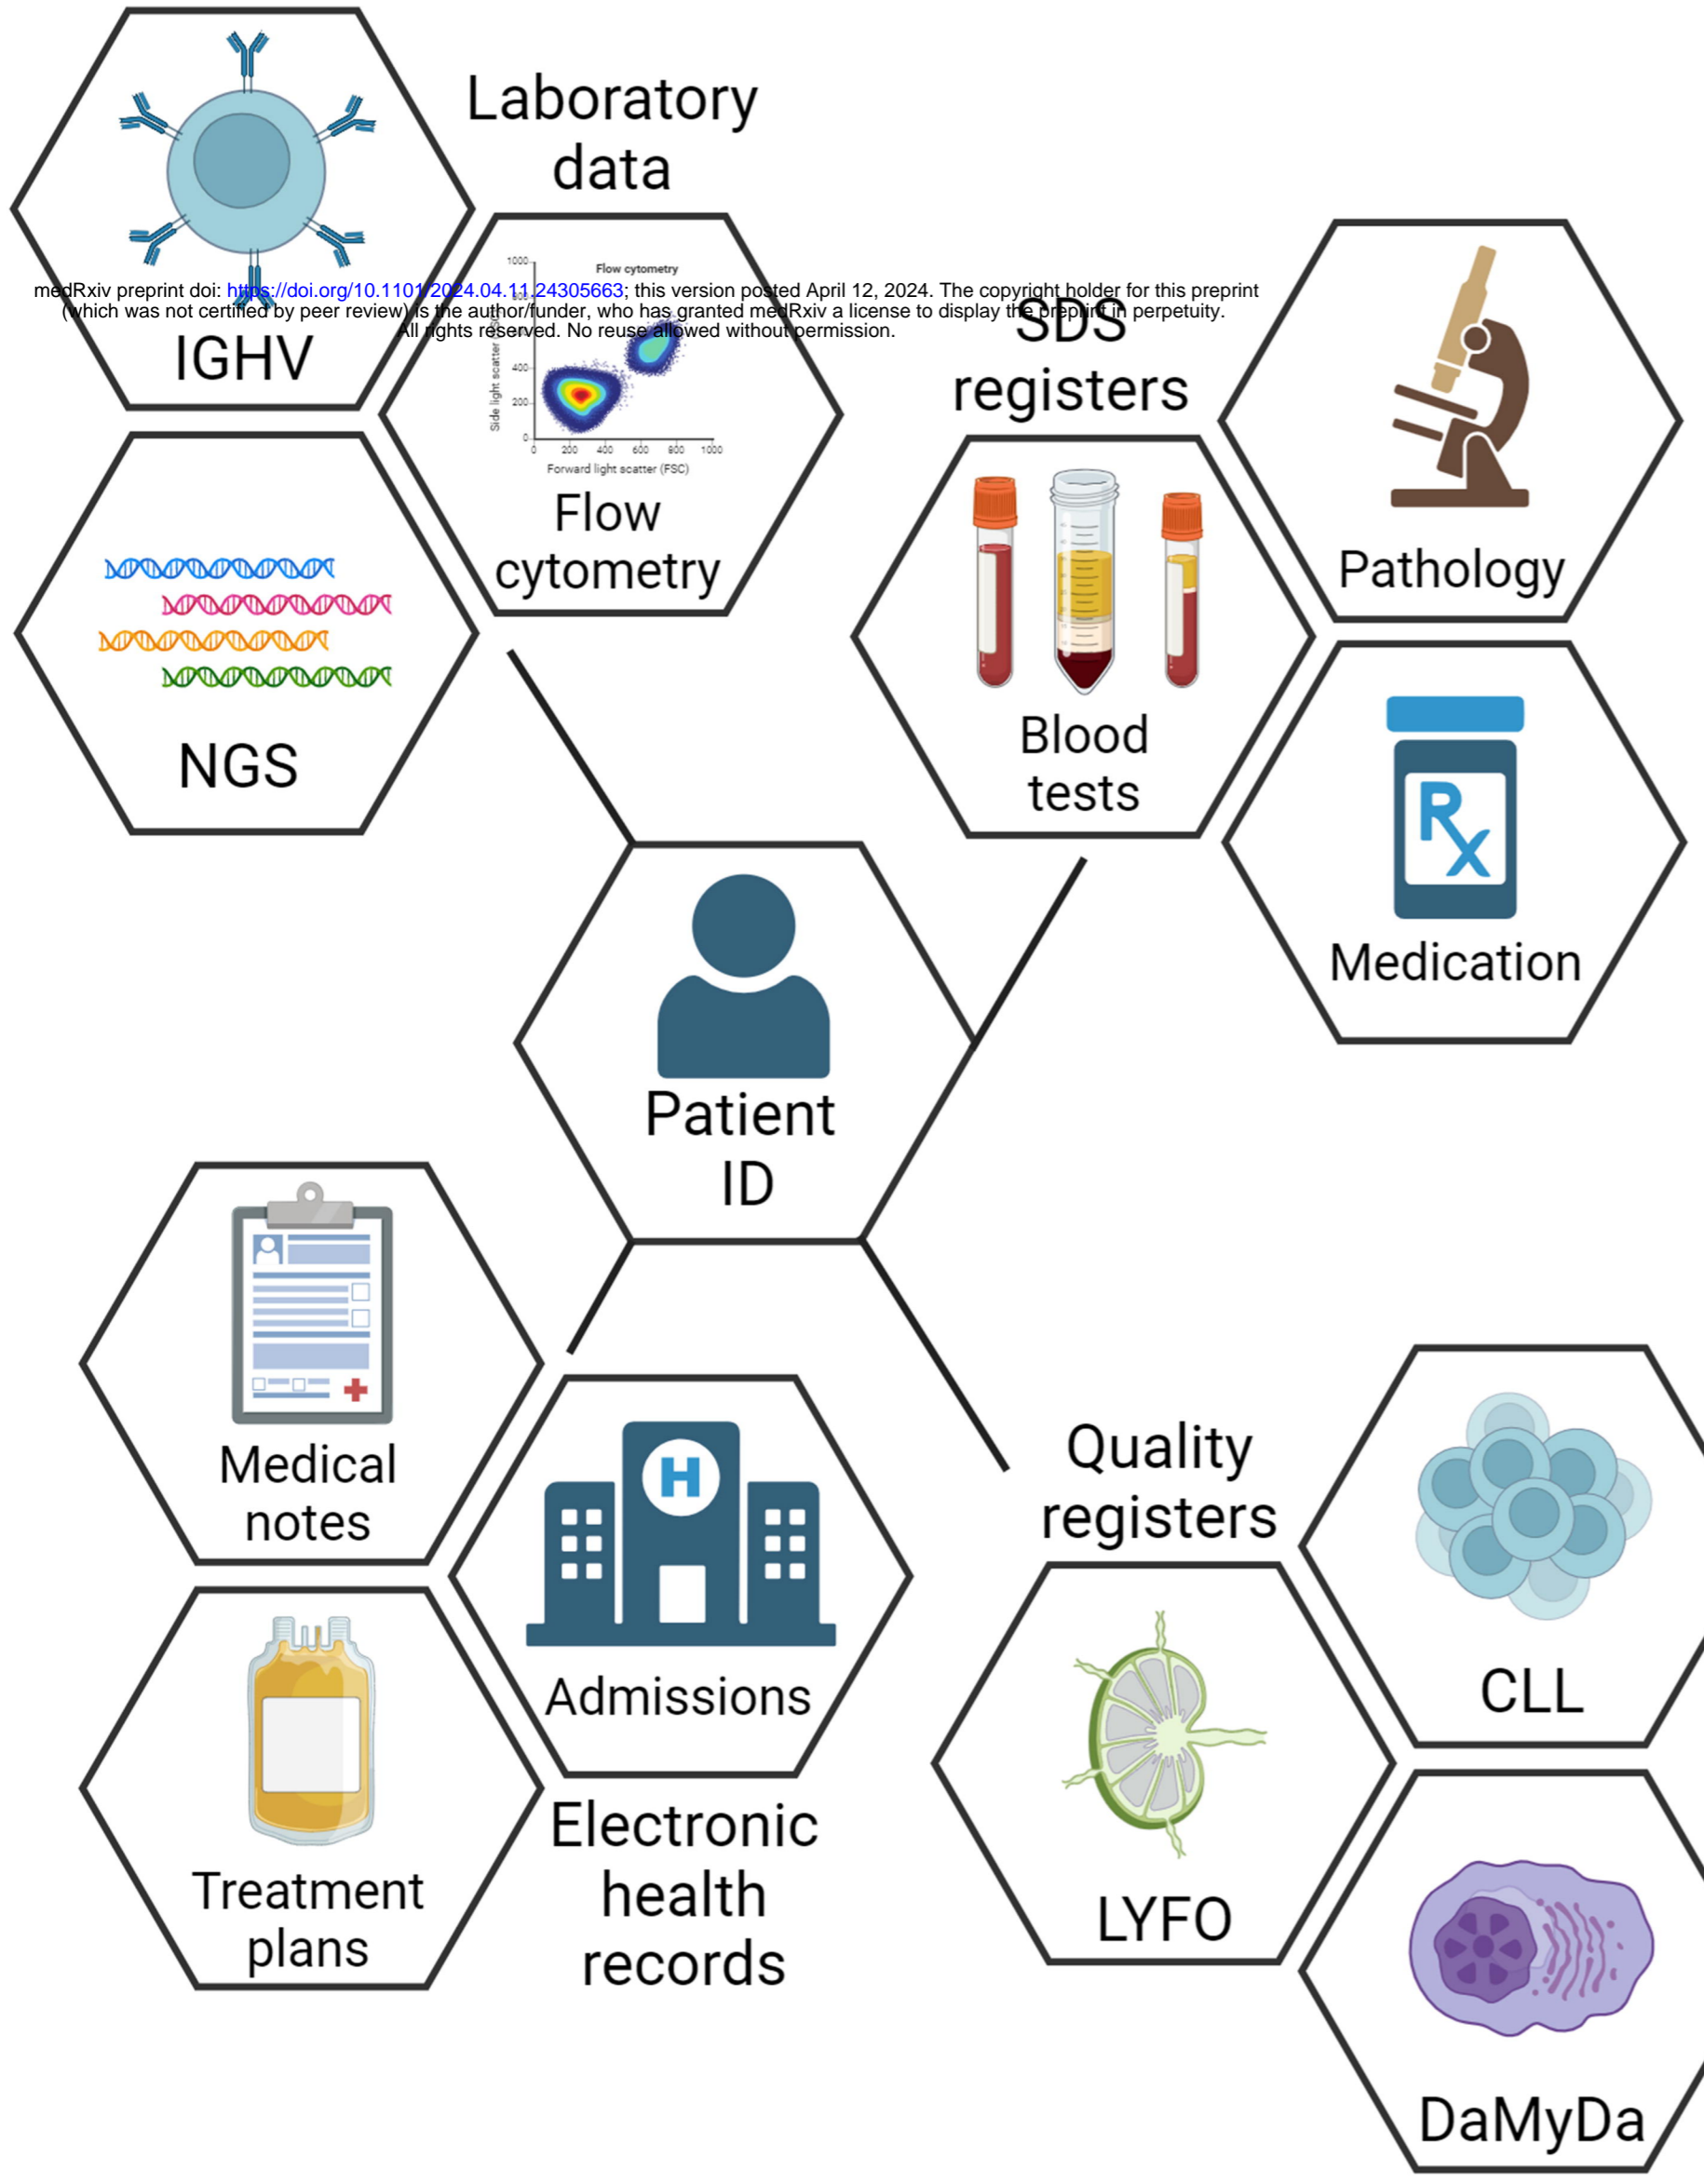 Laboratory
data
medRxiv preprint doi: https://doi.org/10.1101/2024.04.11.24305663; this version posted April 12, 2024. The copyright holder for this preprint
(which was not certified by peer review) is the author/funder, who has granted medRxiv a license to display the preprint in perpetuity.
All rights reserved. No reuse allowed without permission.
IGHV
Flow cytometry
1000
400
200
0
0 200 400 600 800 1000
Side light scatter
Forward light scatter (FSC)
Flow
cytometry
NGS
SDS
registers
Pathology
Blood
tests
Rx
Medication
Patient
ID
Medical
notes
H
Admissions
Treatment
plans
Electronic
health
records
Quality
registers
CLL
LYFO
DaMyDa